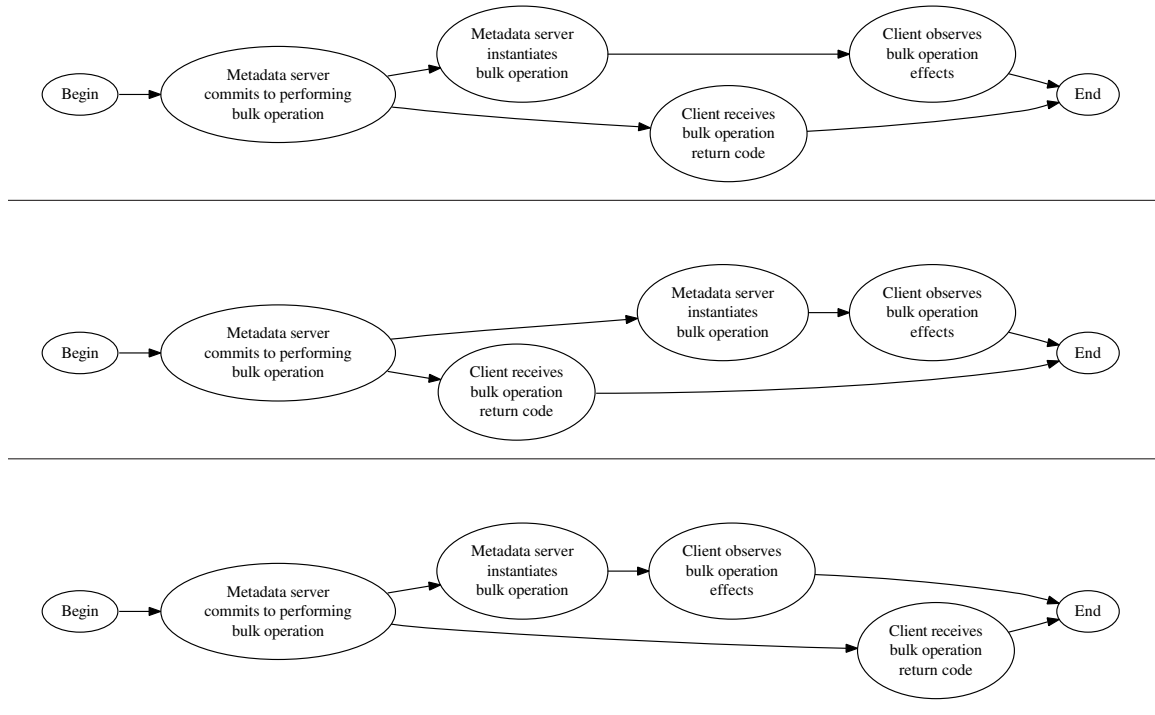 Begin
Metadata server
commits to performing
bulk operation
Metadata server
instantiates
bulk operation
Client receives
bulk operation
return code
Client observes
bulk operation
effects
End
Begin
Metadata server
commits to performing
bulk operation
Client receives
bulk operation
return code
Metadata server
instantiates
bulk operation
Client observes
bulk operation
effects
End
Begin
Metadata server
commits to performing
bulk operation
Metadata server
instantiates
bulk operation
Client observes
bulk operation
effects
Client receives
bulk operation
return code
End